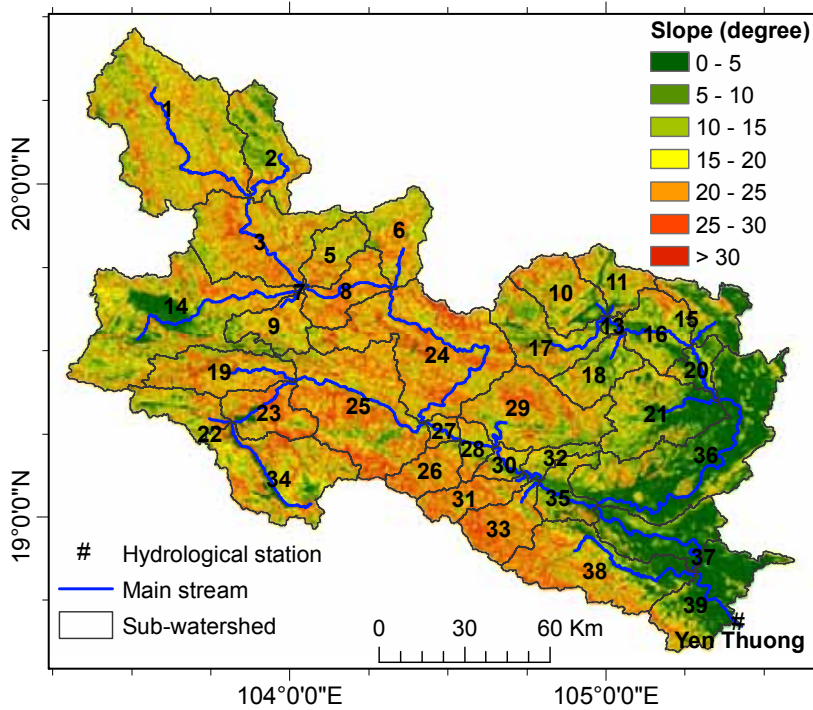 Slope (degree)
0 - 5
5 - 10
10 - 15
15 - 20
20 - 25
25 - 30
> 30
20°0'0"N
19°0'0"N
1
2
3
5
6
7
8
9
10
11
13
14
15
16
17
18
19
20
21
22
23
24
25
26
27
28
29
30
31
32
33
34
35
36
37
38
39
# Hydrological station
Main stream
Sub-watershed
0 30 60 Km
#
Yen Thuong
104°0'0"E
105°0'0"E